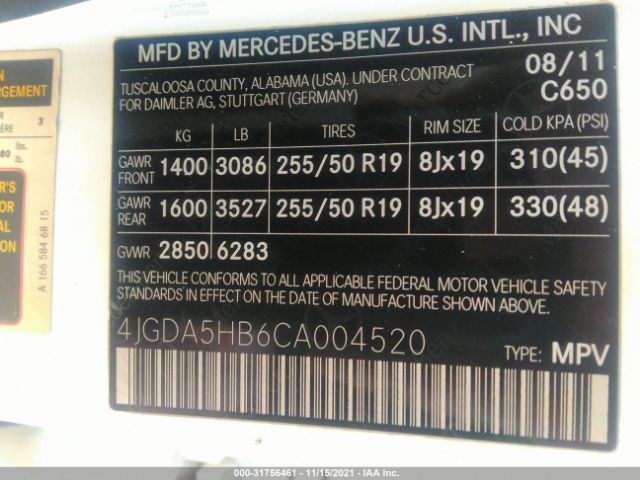 MFD BY MERCEDES-BENZ U.S. INTL., INC
TUSCALOOSA COUNTY, ALABAMA (USA). UNDER CONTRACT 08/11
FOR DAIMLER AG, STUTTGART (GERMANY) C650
KG LB TIRES RIM SIZE COLD KPA (PSI)
GAWR FRONT 1400 3086 255/50 R19 8Jx19 310(45)
GAWR REAR 1600 3527 255/50 R19 8Jx19 330(48)
GVWR 2850 6283
THIS VEHICLE CONFORMS TO ALL APPLICABLE FEDERAL MOTOR VEHICLE SAFETY
STANDARDS IN EFFECT ON THE DATE OF MANUFACTURE SHOWN ABOVE.
4JGDA5HB6CA004520
TYPE: MPV
A 166 584 68 15
3
lbs.
kg
000-31756461 - 11/15/2021 - IAA Inc.